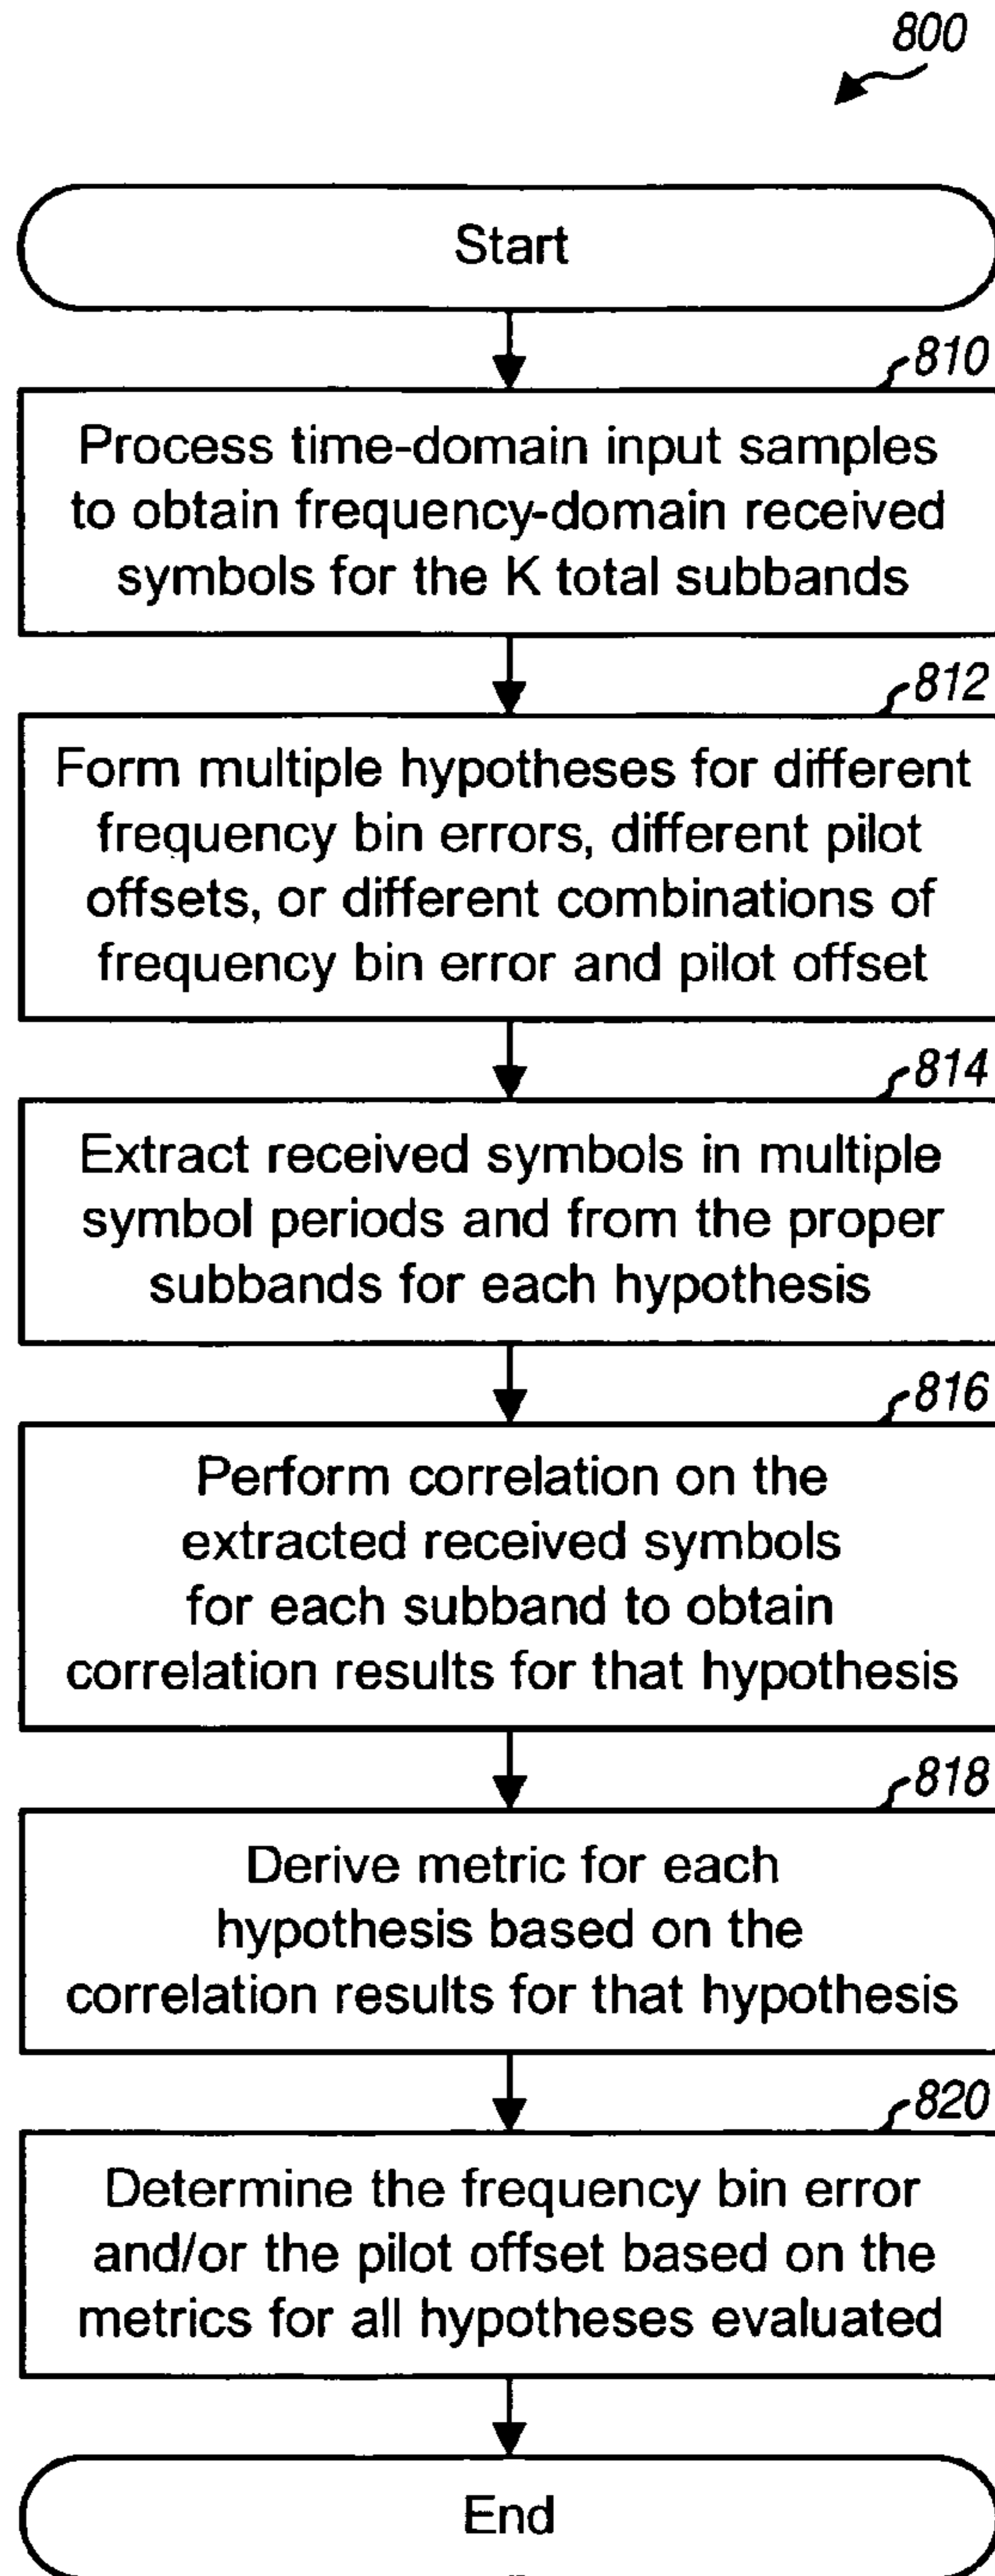 800
Start
810
Process time-domain input samples
to obtain frequency-domain received
symbols for the K total subbands
812
Form multiple hypotheses for different
frequency bin errors, different pilot
offsets, or different combinations of
frequency bin error and pilot offset
814
Extract received symbols in multiple
symbol periods and from the proper
subbands for each hypothesis
816
Perform correlation on the
extracted received symbols
for each subband to obtain
correlation results for that hypothesis
818
Derive metric for each
hypothesis based on the
correlation results for that hypothesis
820
Determine the frequency bin error
and/or the pilot offset based on the
metrics for all hypotheses evaluated
End